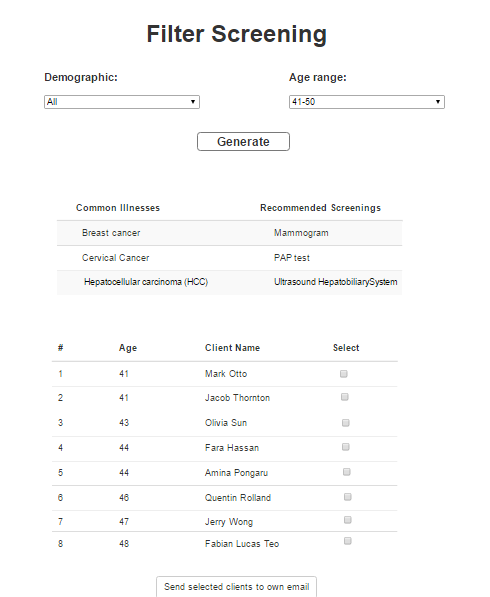 Filter Screening
Demographic: Age range:
All 41-50
Generate
Common Illnesses Recommended Screenings
Breast cancer Mammogram
Cervical Cancer PAP test
Hepatocellular carcinoma (HCC) Ultrasound HepatobiliarySystem
# Age Client Name Select
1 41 Mark Otto
2 41 Jacob Thornton
3 43 Olivia Sun
4 44 Fara Hassan
5 44 Amina Pongaru
6 46 Quentin Rolland
7 47 Jerry Wong
8 48 Fabian Lucas Teo
Send selected clients to own email